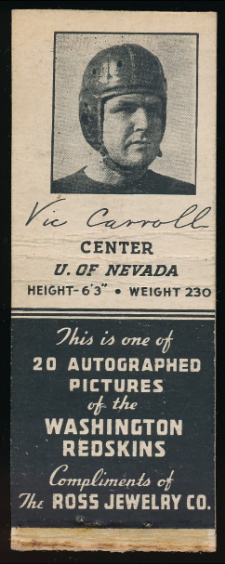 Vic Carroll
CENTER
U. OF NEVADA
HEIGHT-6'3" • WEIGHT 230
This is one of
20 AUTOGRAPHED
PICTURES
of the
WASHINGTON
REDSKINS
Compliments of
The ROSS JEWELRY CO.